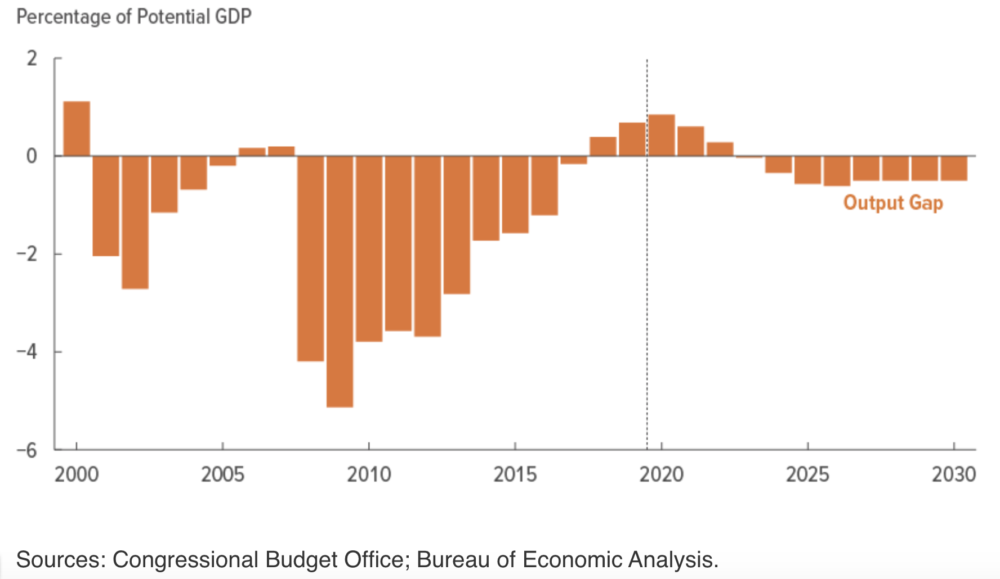 Percentage of Potential GDP
2
0
−2
−4
−6
Output Gap
2000 2005 2010 2015 2020 2025 2030
Sources: Congressional Budget Office; Bureau of Economic Analysis.